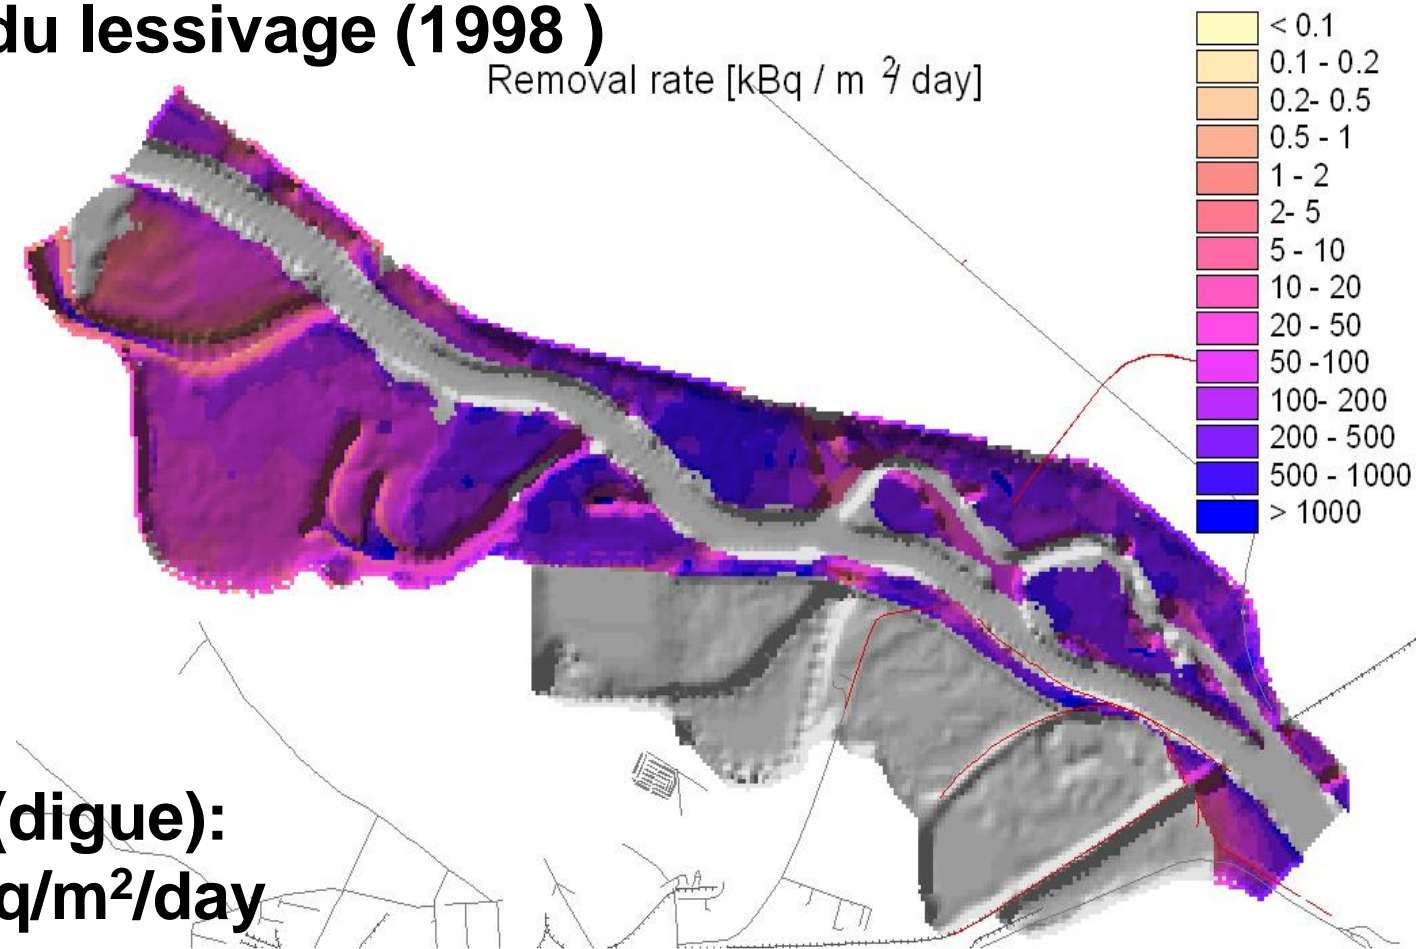 du lessivage (1998 )
Removal rate [kBq / m 2/ day]
< 0.1
0.1 - 0.2
0.2- 0.5
0.5 - 1
1 - 2
2- 5
5 - 10
10 - 20
20 - 50
50 -100
100- 200
200 - 500
500 - 1000
> 1000
(digue):
q/m²/day